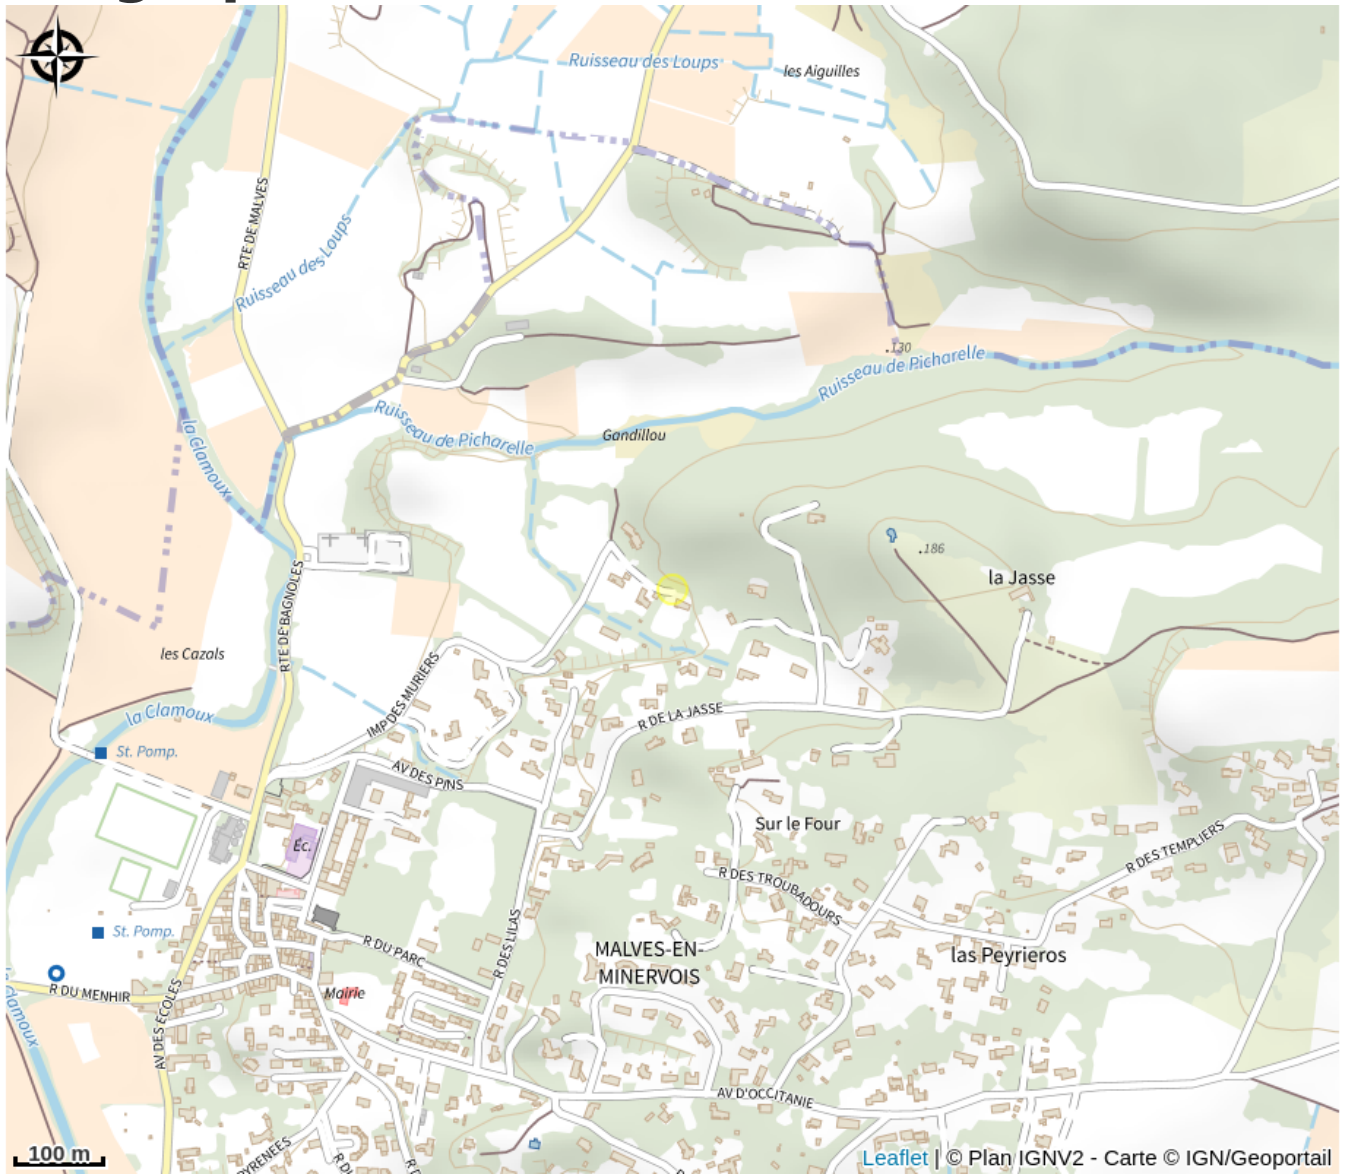 Ruisseau des Loups
les Aiguilles
RTE DE MALVES
Ruisseau des Loups
.130
Ruisseau de Picharelle
Ruisseau de Picharelle
Gandillou
la Clamoux
.186
la Jasse
RTE DE BAGNOLES
les Cazals
IMP DES MURIERS
la Clamoux
R DE LA JASSE
St. Pomp.
AV DES PINS
Sur le Four
R DES TEMPLIERS
Éc.
R DES TROUBADOURS
R DES LILAS
St. Pomp.
R DU PARC
MALVES-EN-
MINERVOIS
las Peyrieros
R DU MENHIR
Mairie
la Clamoux
AV DES ECOLES
AV D'OCCITANIE
PYRENEES
R DU
100 m
Leaflet | © Plan IGNV2 - Carte © IGN/Geoportail